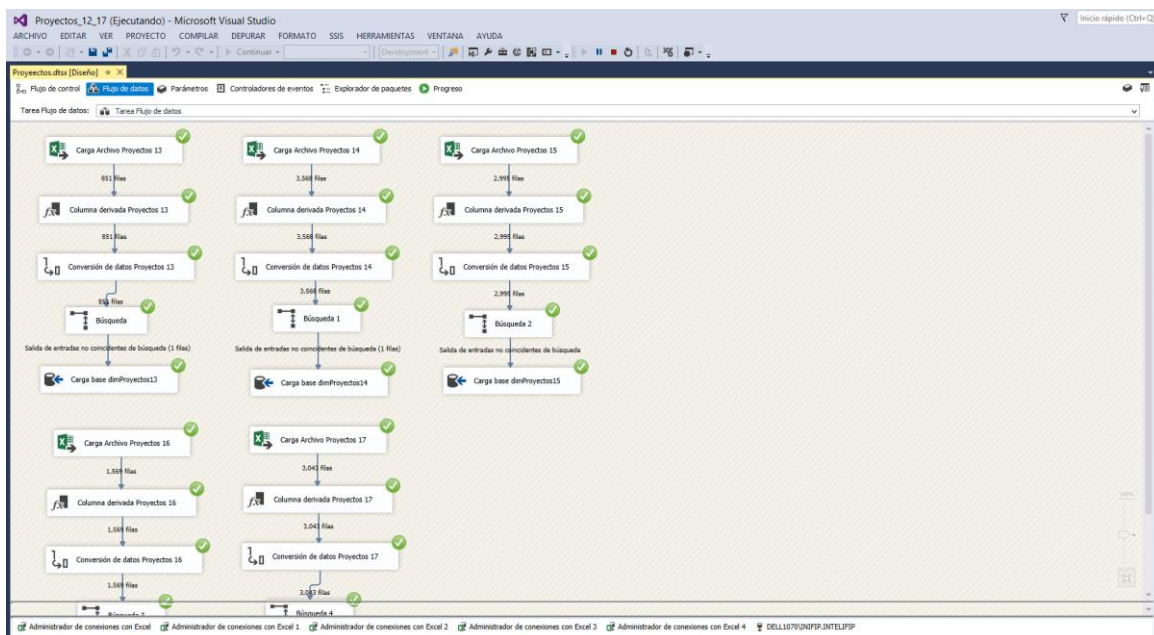 Proyectos_12_17 (Ejecutando) - Microsoft Visual Studio
Inicio rápido (Ctrl+Q)
ARCHIVO EDITAR VER PROYECTO COMPILAR DEPURAR FORMATO SSIS HERRAMIENTAS VENTANA AYUDA
Continuar
Development
Proyeectos.dtsx [Diseño]
Flujo de control Flujo de datos Parámetros Controladores de eventos Explorador de paquetes Progreso
Tarea Flujo de datos: Tarea Flujo de datos
Carga Archivo Proyectos 13 Carga Archivo Proyectos 14 Carga Archivo Proyectos 15
851 filas 3,568 filas 2,995 filas
Columna derivada Proyectos 13 Columna derivada Proyectos 14 Columna derivada Proyectos 15
851 filas 3,568 filas 2,995 filas
Conversión de datos Proyectos 13 Conversión de datos Proyectos 14 Conversión de datos Proyectos 15
851 filas 3,568 filas 2,995 filas
Búsqueda Búsqueda 1 Búsqueda 2
Salida de entradas no coincidentes de búsqueda (1 filas) Salida de entradas no coincidentes de búsqueda (1 filas) Salida de entradas no coincidentes de búsqueda
Carga base dimProyectos13 Carga base dimProyectos14 Carga base dimProyectos15
Carga Archivo Proyectos 16 Carga Archivo Proyectos 17
1,569 filas 3,043 filas
Columna derivada Proyectos 16 Columna derivada Proyectos 17
1,569 filas 3,043 filas
Conversión de datos Proyectos 16 Conversión de datos Proyectos 17
1,569 filas 3,043 filas
Búsqueda 3 Búsqueda 4
100%
Administrador de conexiones con Excel Administrador de conexiones con Excel 1 Administrador de conexiones con Excel 2 Administrador de conexiones con Excel 3 Administrador de conexiones con Excel 4 DELL1070\INIFIP.INTELIFIP